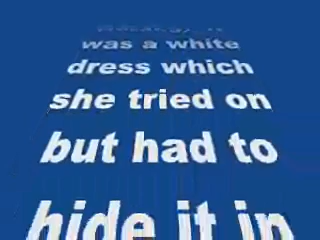 was a white
dress which
she tried on
but had to
hide it in